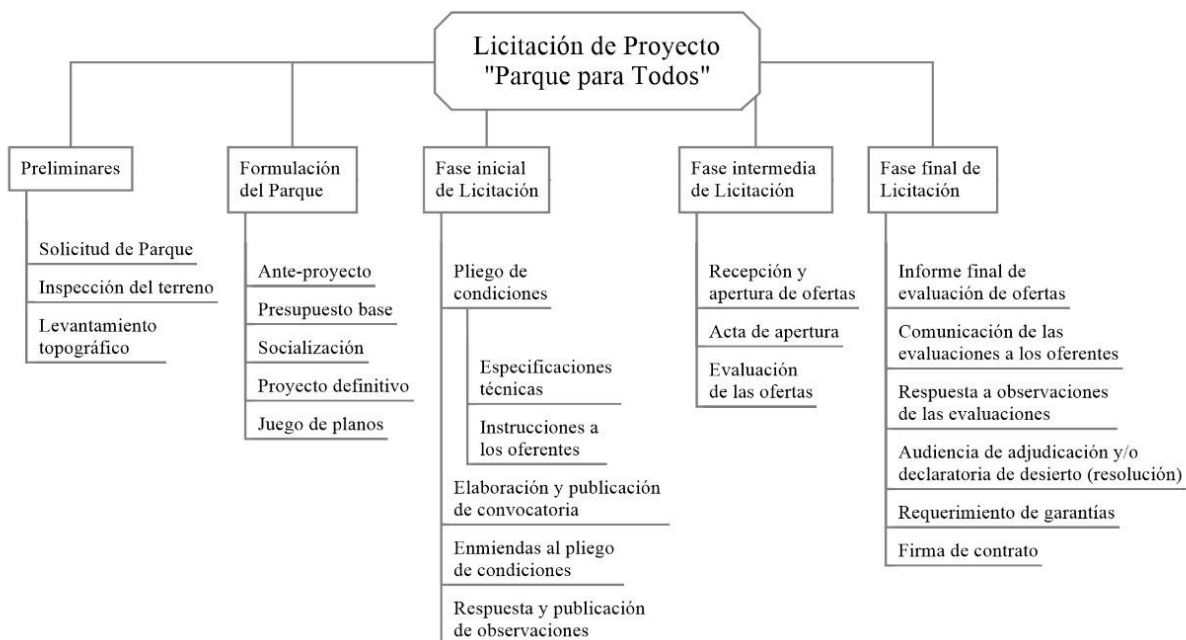 Licitación de Proyecto
"Parque para Todos"
Preliminares
Solicitud de Parque
Inspección del terreno
Levantamiento
topográfico
Formulación
del Parque
Ante-proyecto
Presupuesto base
Socialización
Proyecto definitivo
Juego de planos
Fase inicial
de Licitación
Pliego de
condiciones
Especificaciones
técnicas
Instrucciones a
los oferentes
Elaboración y publicación
de convocatoria
Enmiendas al pliego
de condiciones
Respuesta y publicación
de observaciones
Fase intermedia
de Licitación
Recepción y
apertura de ofertas
Acta de apertura
Evaluación
de las ofertas
Fase final de
Licitación
Informe final de
evaluación de ofertas
Comunicación de las
evaluaciones a los oferentes
Respuesta a observaciones
de las evaluaciones
Audiencia de adjudicación y/o
declaratoria de desierto (resolución)
Requerimiento de garantías
Firma de contrato